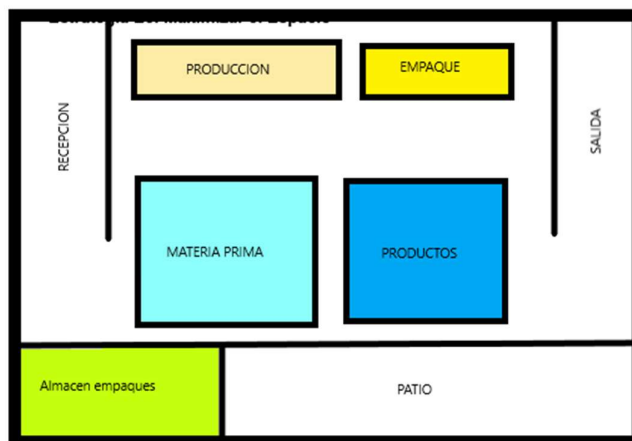 PRODUCCION
EMPAQUE
RECEPCION
SALIDA
MATERIA PRIMA
PRODUCTOS
Almacen empaques
PATIO